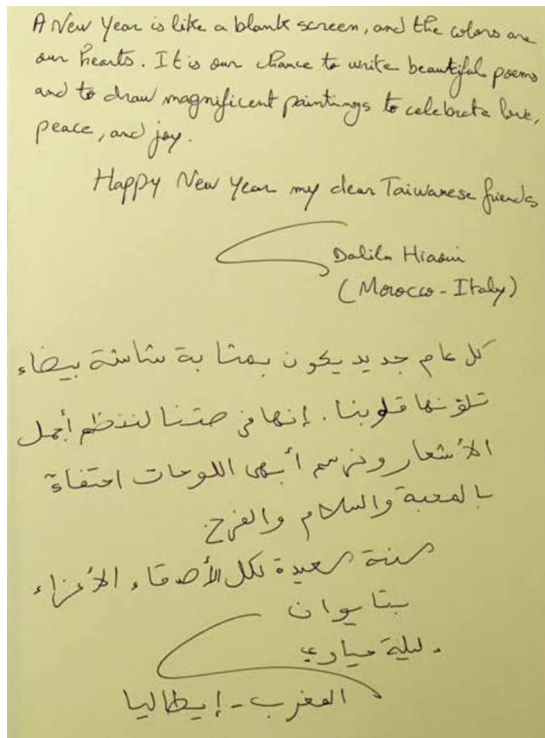 A New Year is like a blank screen, and the colors are
our hearts. It is our chance to write beautiful poems
and to draw magnificent paintings to celebrate love,
peace, and joy.
Happy New Year my dear Taiwanese friends
Dalila Hiaoui
(Morocco - Italy)
كل عام جديد يكون بمثابة شاشة بيضاء
تلونها قلوبنا. إنها فرصتنا لننظم أجمل
الأشعار ونرسم أبهى اللوحات احتفاءً
بالمحبة والسلام والفرح.
سنة سعيدة لكل الأصدقاء الأعزاء
بتايوان
المغرب - إيطاليا